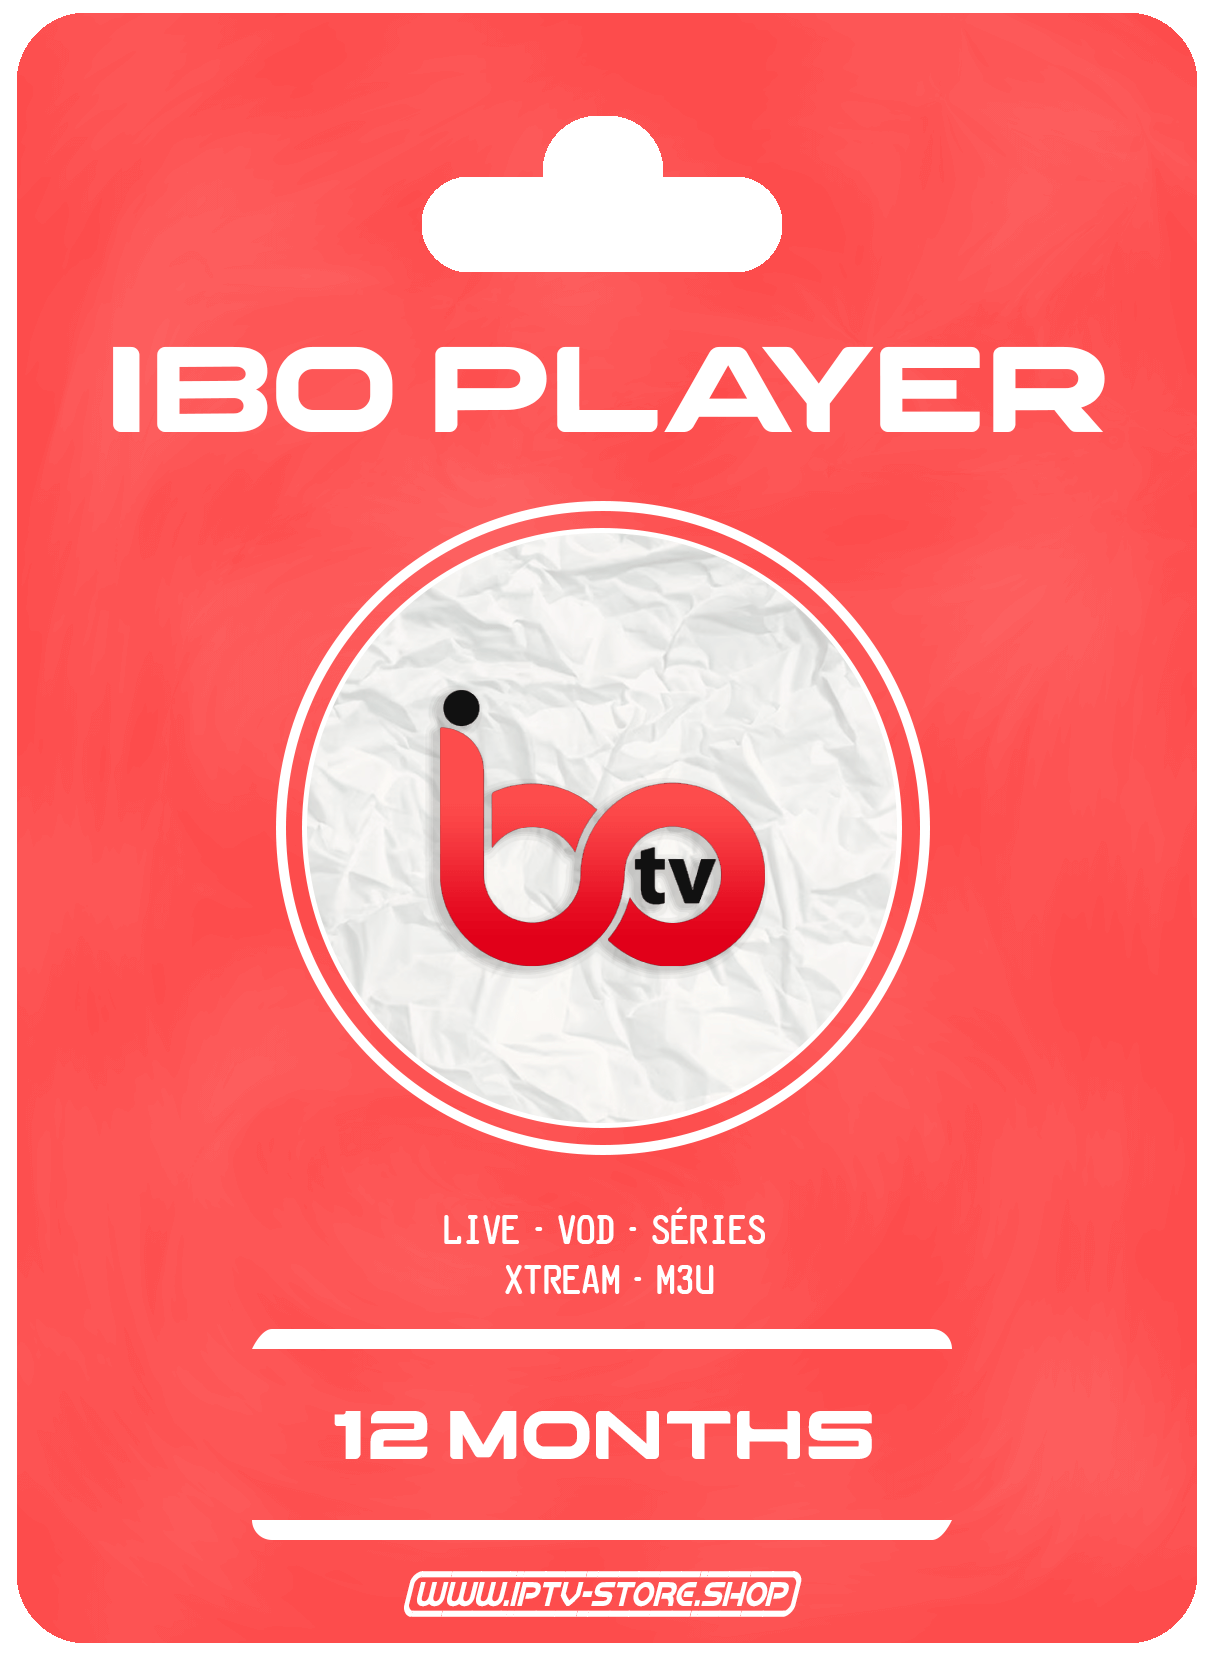 IBO PLAYER
ibo
tv
LIVE · VOD · SÉRIES
XTREAM · M3U
12 MONTHS
WWW.IPTV-STORE.SHOP